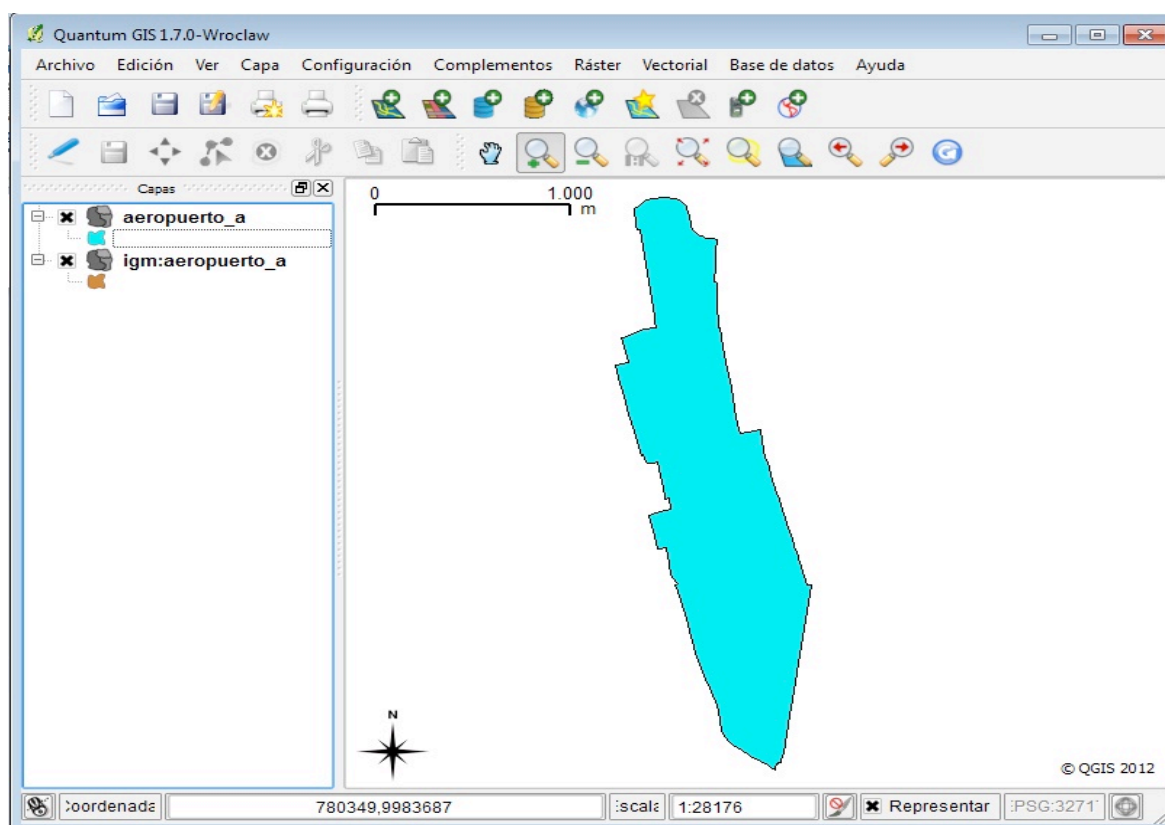 Quantum GIS 1.7.0-Wroclaw
Archivo Edición Ver Capa Configuración Complementos Ráster Vectorial Base de datos Ayuda
Capas
aeropuerto_a
igm:aeropuerto_a
0 1.000
m
N
© QGIS 2012
:oordenada 780349,9983687 :scala 1:28176 Representar :PSG:3271